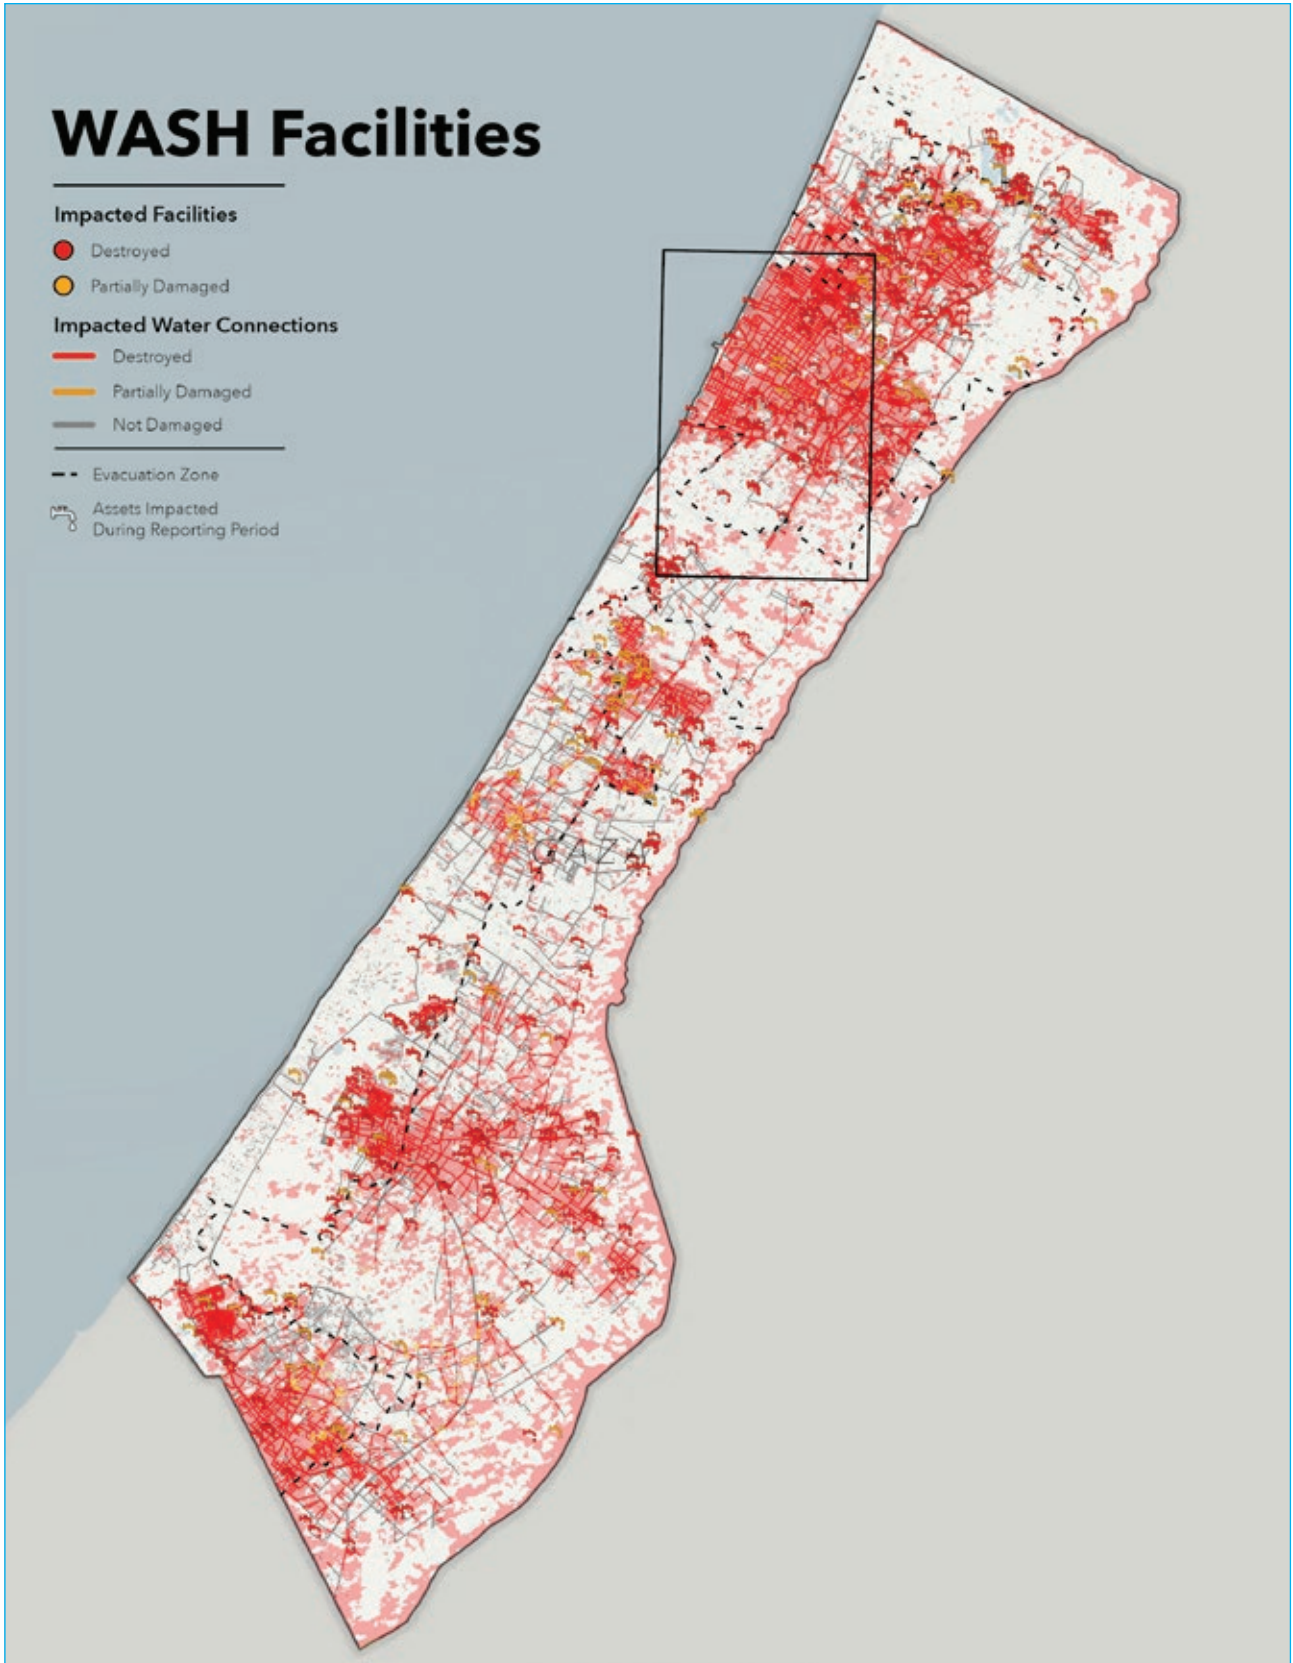 WASH Facilities
Impacted Facilities
Destroyed
Partially Damaged
Impacted Water Connections
Destroyed
Partially Damaged
Not Damaged
Evacuation Zone
Assets Impacted
During Reporting Period
GAZA